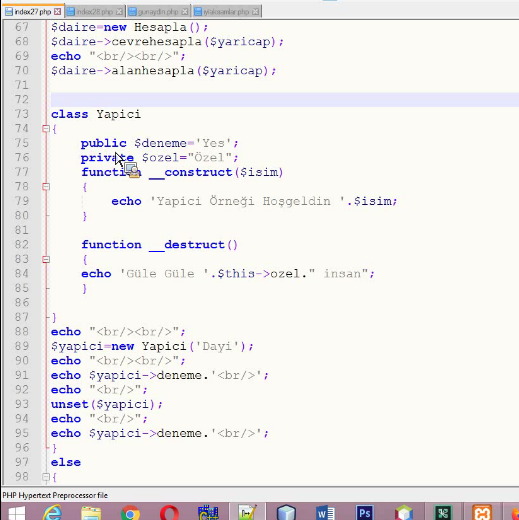 index27.php index28.php gunaydin.php iyiaksamlar.php
67 $daire=new Hesapla();
68 $daire->cevrehesapla($yaricap);
69 echo "<br/><br/>";
70 $daire->alanhesapla($yaricap);
71
72
73 class Yapici
74 {
75 public $deneme='Yes';
76 private $ozel="Özel";
77 function __construct($isim)
78 {
79 echo 'Yapici Örneği Hoşgeldin '.$isim;
80 }
81
82 function __destruct()
83 {
84 echo 'Güle Güle '.$this->ozel." insan";
85 }
86
87 }
88 echo "<br/><br/>";
89 $yapici=new Yapici('Dayi');
90 echo "<br/><br/>";
91 echo $yapici->deneme.'<br/>';
92 echo "<br/>";
93 unset($yapici);
94 echo "<br/>";
95 echo $yapici->deneme.'<br/>';
96 }
97 else
98 {
PHP Hypertext Preprocessor file